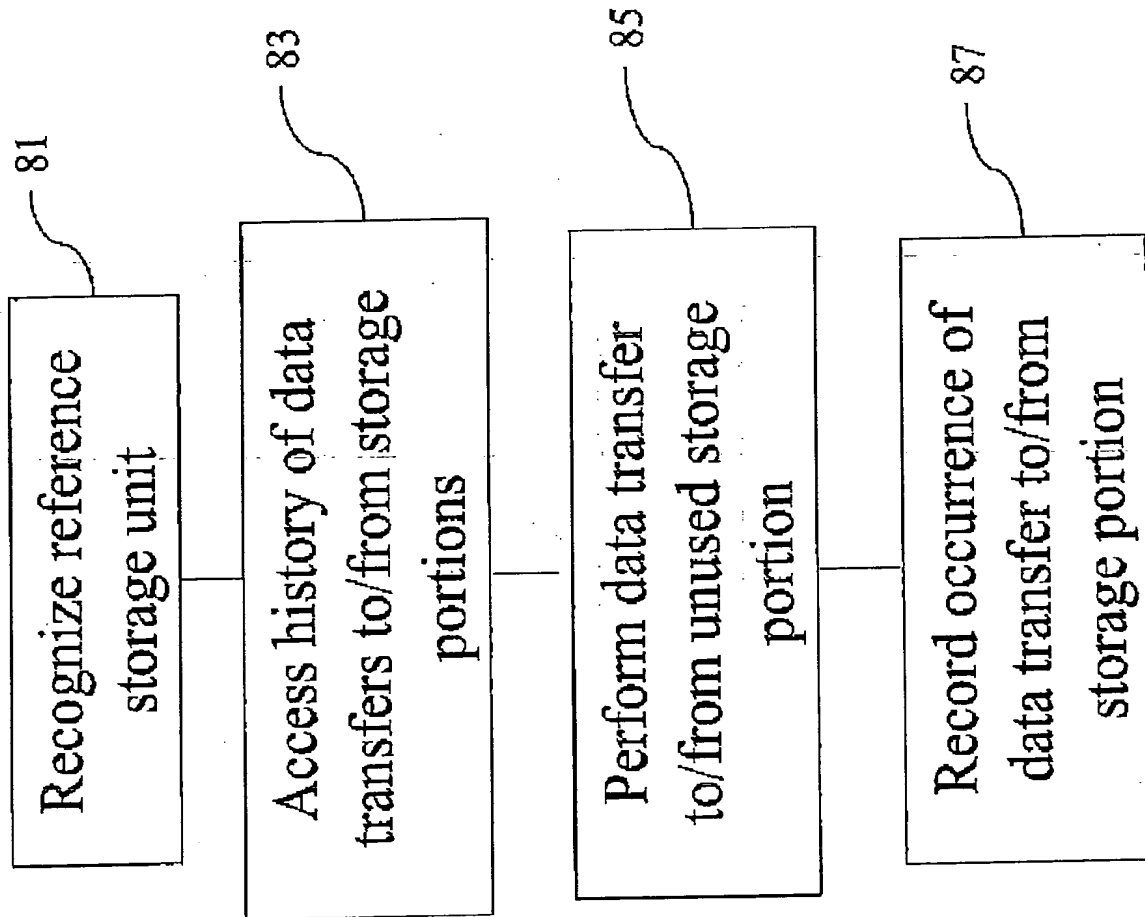 Recognize reference
storage unit
81
Access history of data
transfers to/from storage
portions
83
Perform data transfer
to/from unused storage
portion
85
Record occurrence of
data transfer to/from
storage portion
87